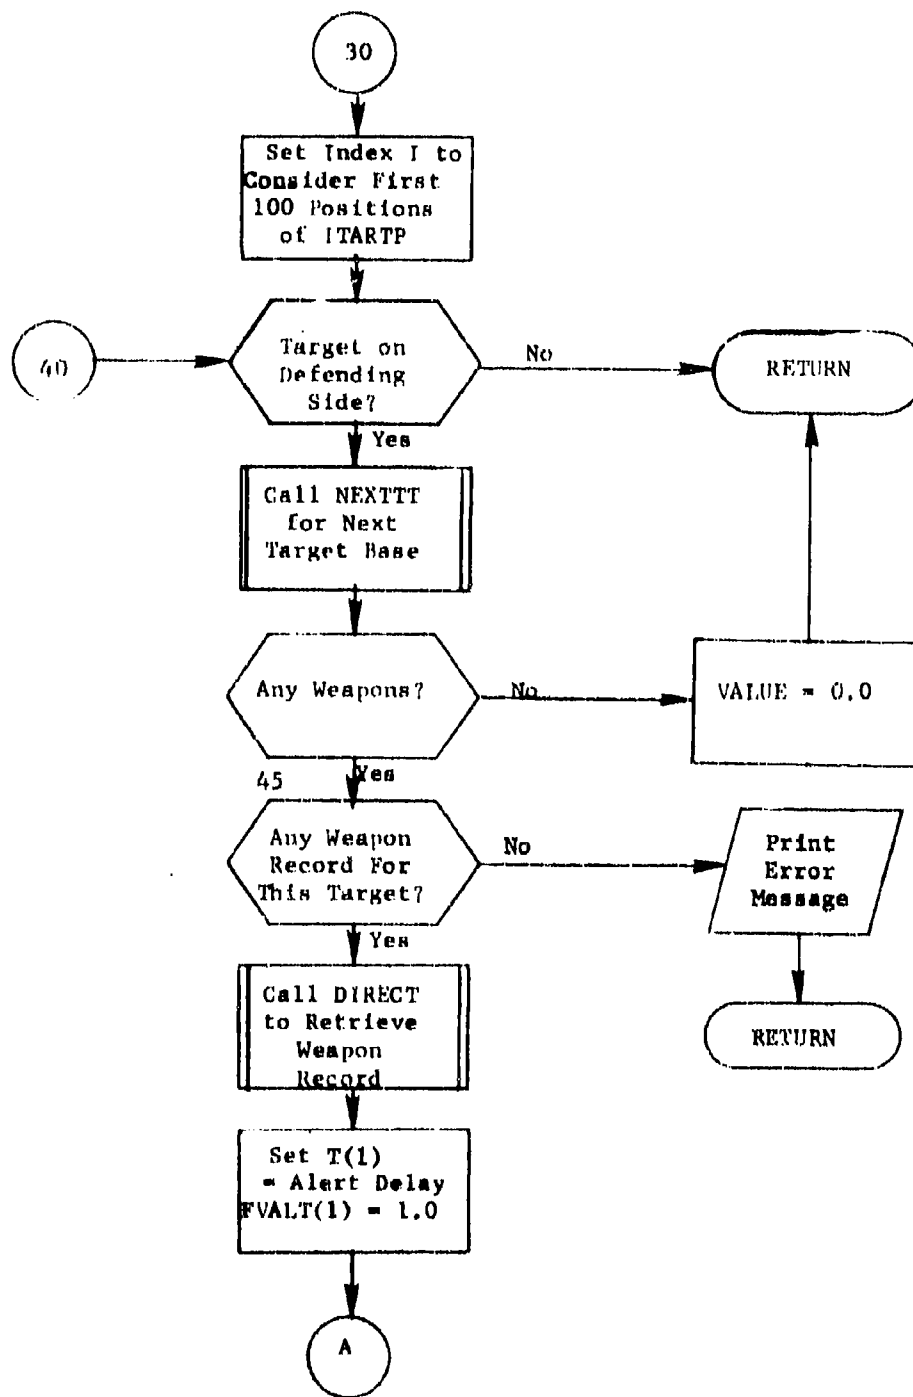 30
Set Index I to
Consider First
100 Positions
of ITARTP
40
Target on
Defending
Side?
No
RETURN
Yes
Call NEXTTT
for Next
Target Base
Any Weapons?
No
VALUE = 0.0
Yes
45
Any Weapon
Record For
This Target?
No
Print
Error
Message
Yes
Call DIRECT
to Retrieve
Weapon
Record
RETURN
Set T(1)
= Alert Delay
FVALT(1) = 1.0
A